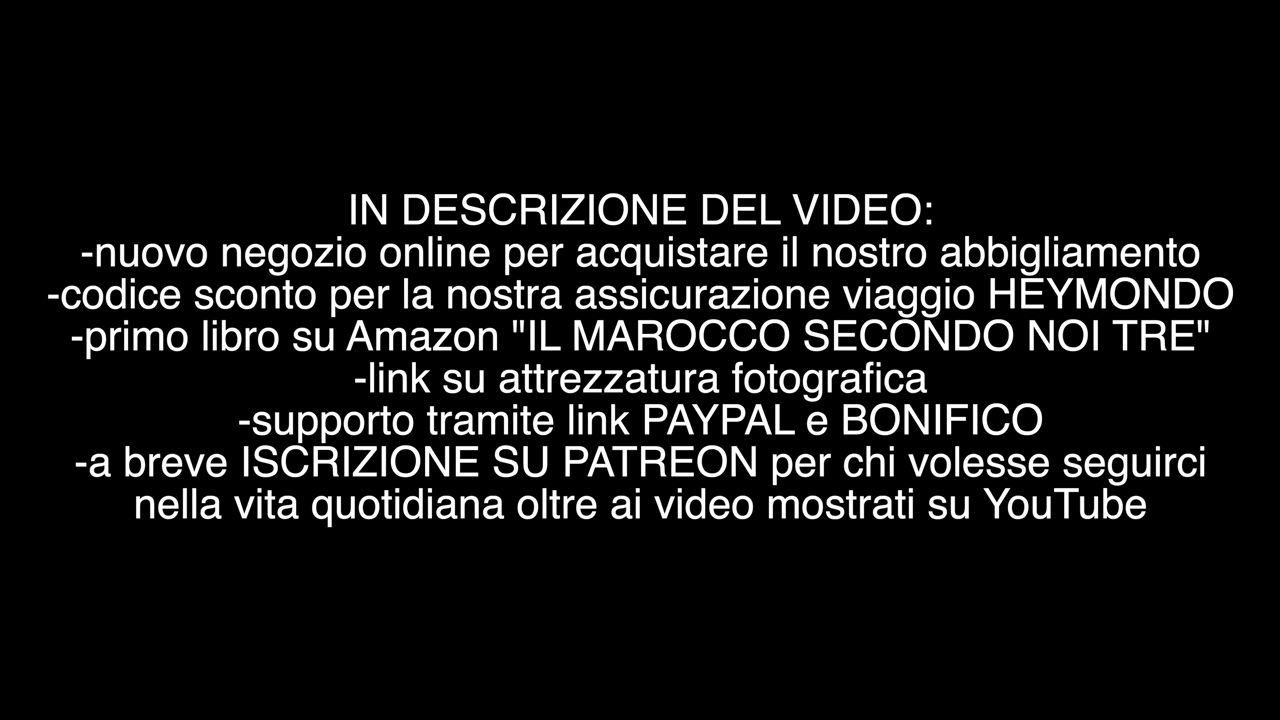 IN DESCRIZIONE DEL VIDEO:
-nuovo negozio online per acquistare il nostro abbigliamento
-codice sconto per la nostra assicurazione viaggio HEYMONDO
-primo libro su Amazon "IL MAROCCO SECONDO NOI TRE"
-link su attrezzatura fotografica
-supporto tramite link PAYPAL e BONIFICO
-a breve ISCRIZIONE SU PATREON per chi volesse seguirci
nella vita quotidiana oltre ai video mostrati su YouTube